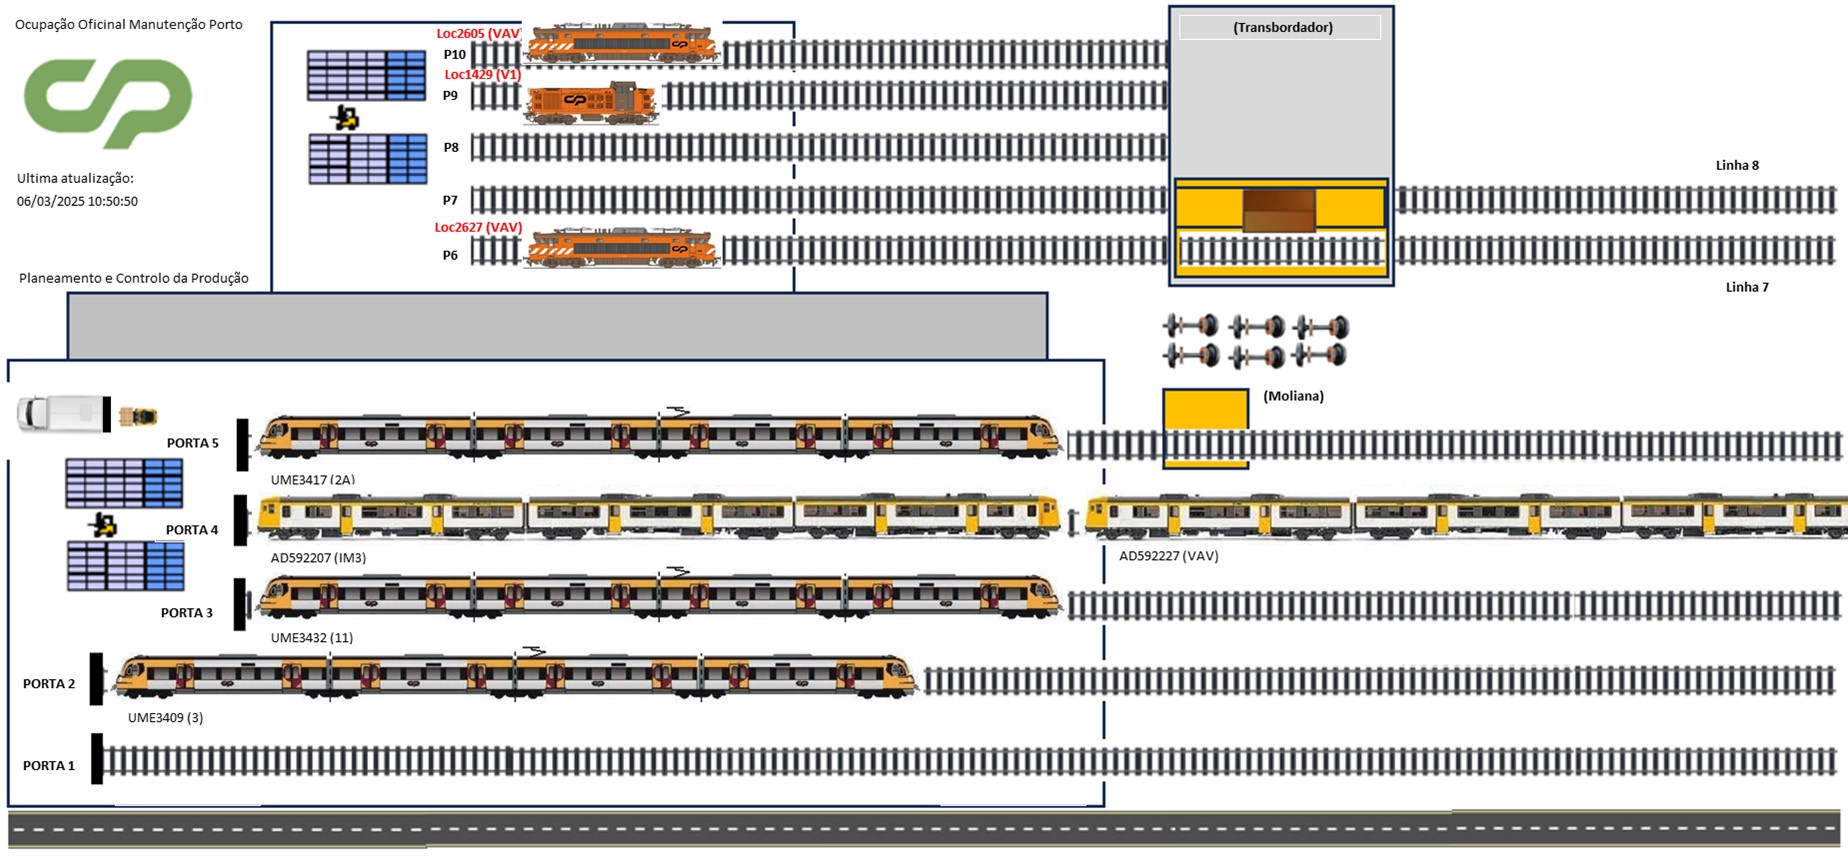 Ocupação Oficinal Manutenção Porto
CP
Ultima atualização:
06/03/2025 10:50:50
Planeamento e Controlo da Produção
Loc2605 (VAV)
P10
Loc1429 (V1)
P9
P8
P7
Loc2627 (VAV)
P6
(Transbordador)
Linha 8
Linha 7
(Moliana)
PORTA 5
UME3417 (2A)
PORTA 4
AD592207 (IM3)
AD592227 (VAV)
PORTA 3
UME3432 (11)
PORTA 2
UME3409 (3)
PORTA 1